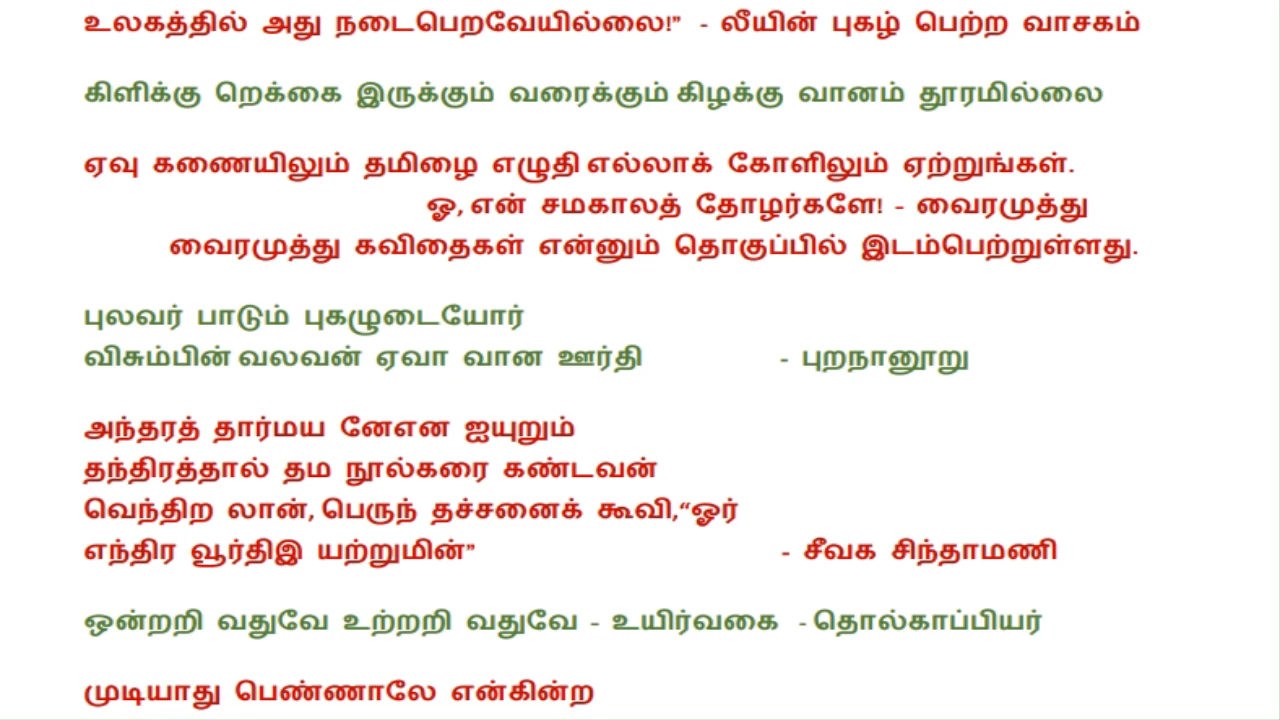 உலகத்தில் அது நடைபெறவேயில்லை!” - லீயின் புகழ் பெற்ற வாசகம்
கிளிக்கு றெக்கை இருக்கும் வரைக்கும் கிழக்கு வானம் தூரமில்லை
ஏவு கணையிலும் தமிழை எழுதி எல்லாக் கோளிலும் ஏற்றுங்கள்.
ஓ, என் சமகாலத் தோழர்களே! - வைரமுத்து
வைரமுத்து கவிதைகள் என்னும் தொகுப்பில் இடம்பெற்றுள்ளது.
புலவர் பாடும் புகழுடையோர்
விசும்பின் வலவன் ஏவா வான ஊர்தி - புறநானூறு
அந்தரத் தார்மய னேஎன ஐயுறும்
தந்திரத்தால் தம நூல்கரை கண்டவன்
வெந்திற லான், பெருந் தச்சனைக் கூவி,“ஓர்
எந்திர வூர்திஇ யற்றுமின்” - சீவக சிந்தாமணி
ஒன்றறி வதுவே உற்றறி வதுவே - உயிர்வகை - தொல்காப்பியர்
முடியாது பெண்ணாலே என்கின்ற